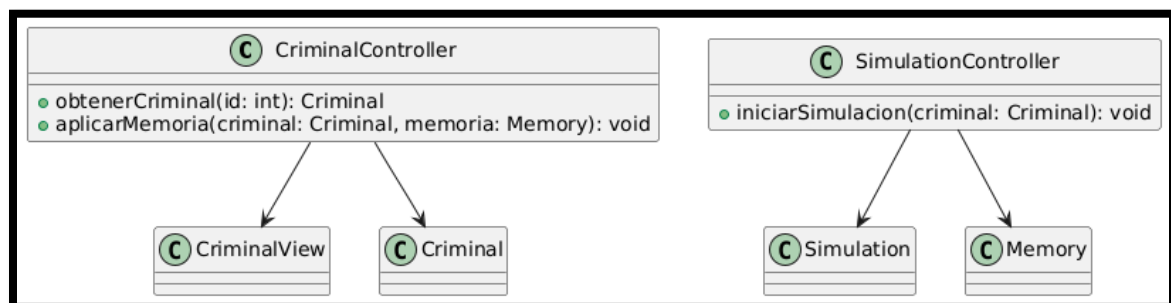 C CriminalController
obtenerCriminal(id: int): Criminal
aplicarMemoria(criminal: Criminal, memoria: Memory): void
C SimulationController
iniciarSimulacion(criminal: Criminal): void
C CriminalView
C Criminal
C Simulation
C Memory